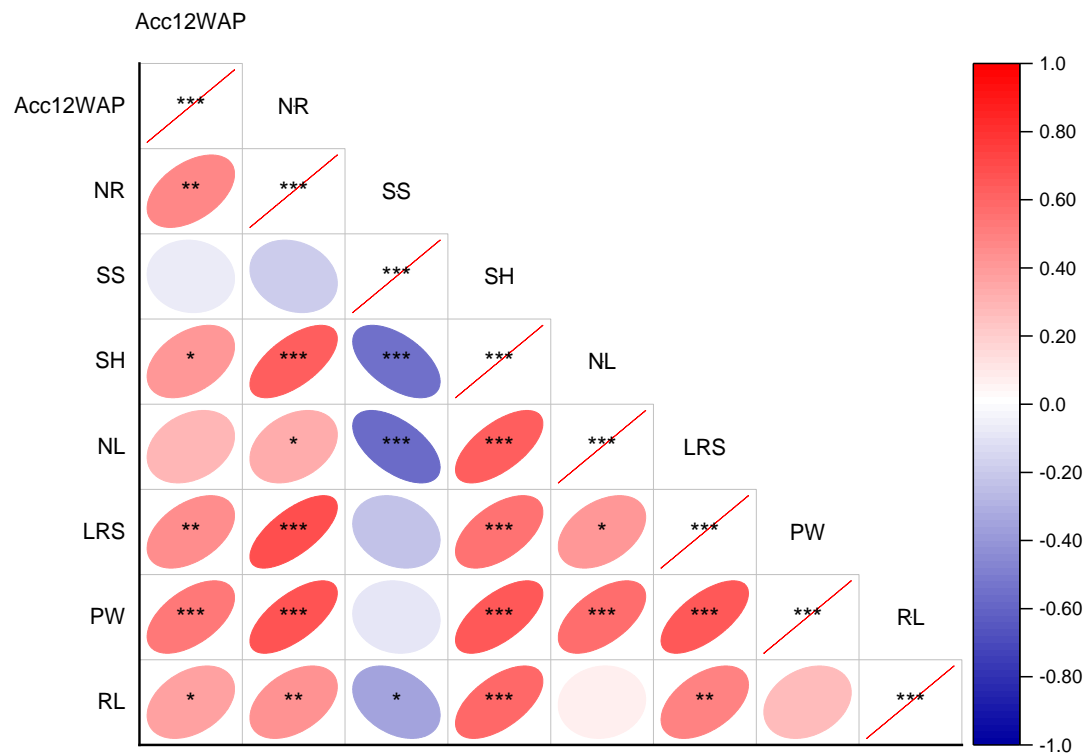 Acc12WAP
Acc12WAP *** NR
NR ** *** SS
SS *** SH
SH * *** *** *** NL
NL * *** *** *** LRS
LRS ** *** *** * *** PW
PW *** *** *** *** *** *** RL
RL * ** * *** ** ***
1.0
0.80
0.60
0.40
0.20
0.0
-0.20
-0.40
-0.60
-0.80
-1.0